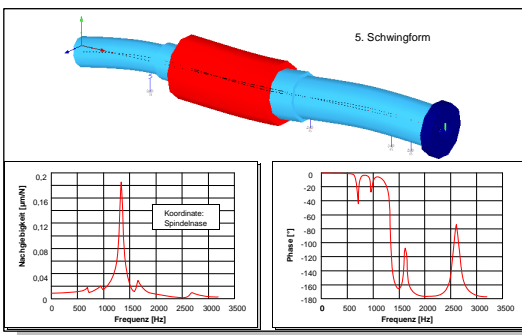 5. Schwingform
0,2
0,16
0,12
0,08
0,04
0
Nachgiebigkeit [µm/N]
Koordinate:
Spindelnase
0 500 1000 1500 2000 2500 3000 3500
Frequenz [Hz]
0
-20
-40
-60
-80
-100
-120
-140
-160
-180
Phase [°]
0 500 1000 1500 2000 2500 3000 3500
Frequenz [Hz]